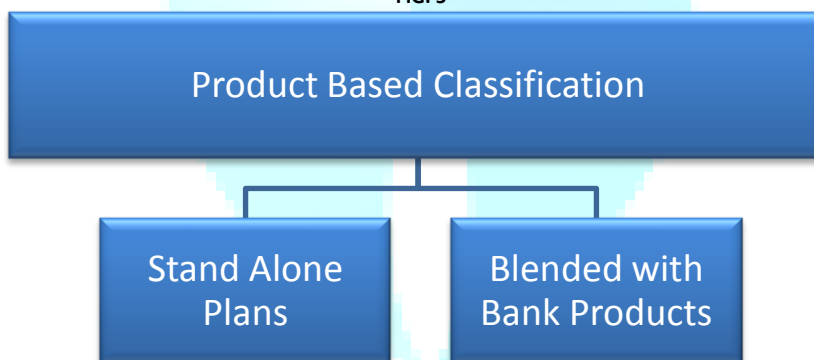 Product Based Classification
Stand Alone
Plans
Blended with
Bank Products